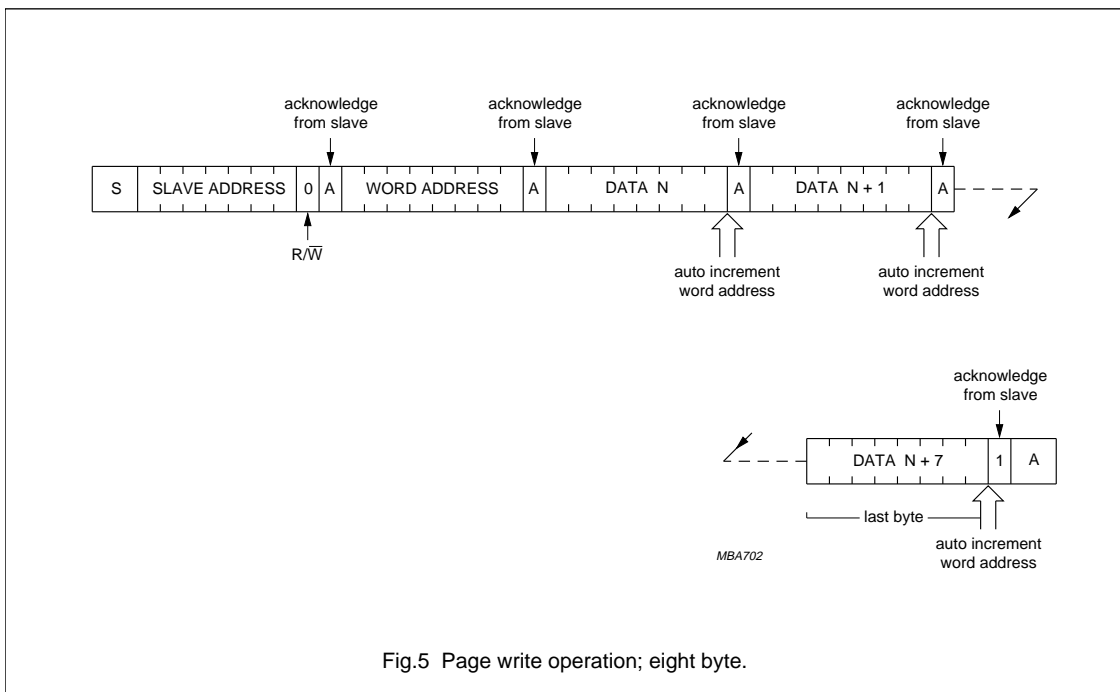 acknowledge
from slave
acknowledge
from slave
acknowledge
from slave
acknowledge
from slave
S SLAVE ADDRESS 0 A WORD ADDRESS A DATA N A DATA N + 1 A
R/W̅
auto increment
word address
auto increment
word address
acknowledge
from slave
DATA N + 7 1 A
last byte
auto increment
word address
MBA702
Fig.5 Page write operation; eight byte.